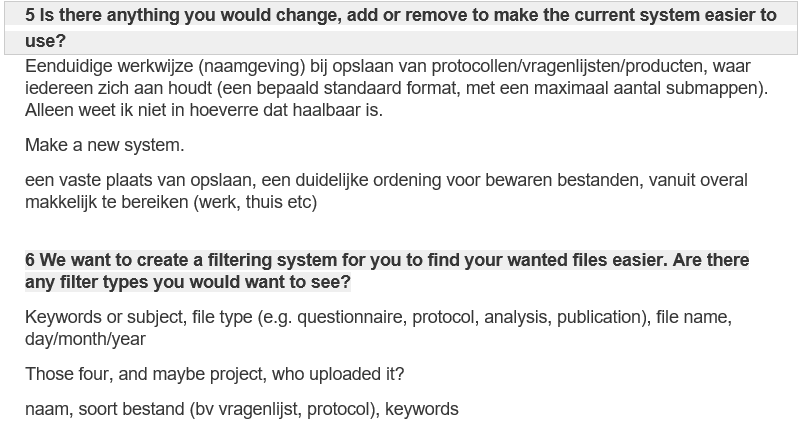 5 Is there anything you would change, add or remove to make the current system easier to
use?
Eenduidige werkwijze (naamgeving) bij opslaan van protocollen/vragenlijsten/producten, waar
iedereen zich aan houdt (een bepaald standaard format, met een maximaal aantal submappen).
Alleen weet ik niet in hoeverre dat haalbaar is.
Make a new system.
een vaste plaats van opslaan, een duidelijke ordening voor bewaren bestanden, vanuit overal
makkelijk te bereiken (werk, thuis etc)
6 We want to create a filtering system for you to find your wanted files easier. Are there
any filter types you would want to see?
Keywords or subject, file type (e.g. questionnaire, protocol, analysis, publication), file name,
day/month/year
Those four, and maybe project, who uploaded it?
naam, soort bestand (bv vragenlijst, protocol), keywords